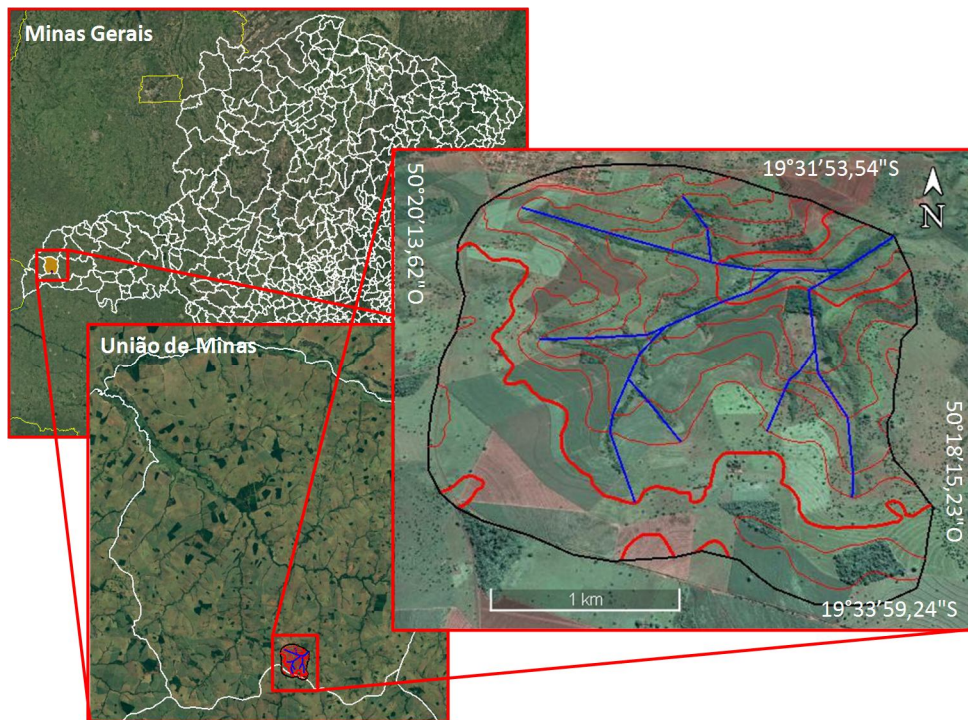 Minas Gerais
19°31'53,54"S
50°20'13,62"O
N
União de Minas
50°18'15,23"O
1 km
19°33'59,24"S